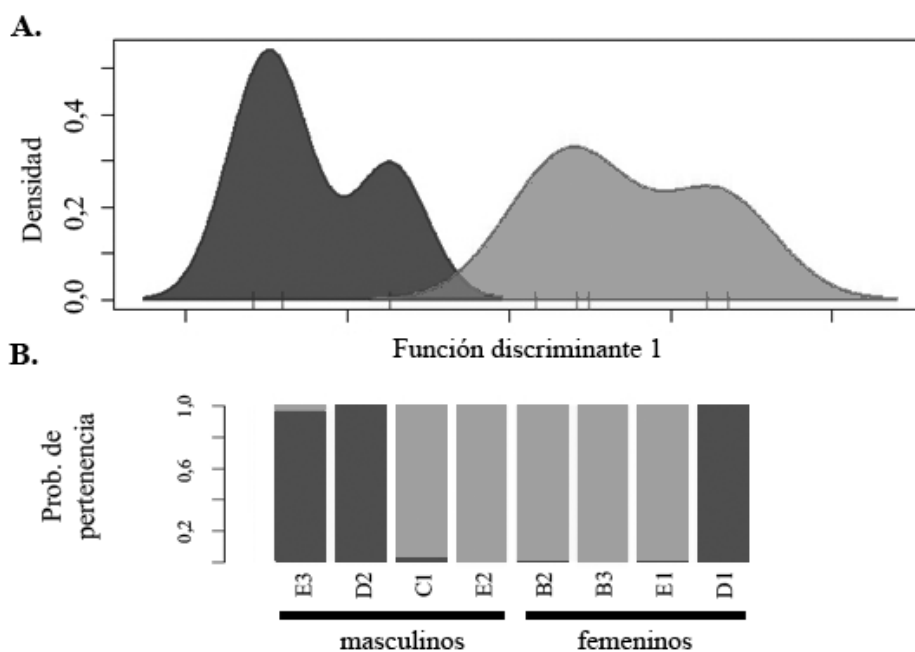 A.
Densidad
0,4
0,2
0,0
Función discriminante 1
B.
Prob. de
pertenencia
1,0
0,6
0,2
E3 D2 C1 E2 B2 B3 E1 D1
masculinos femeninos